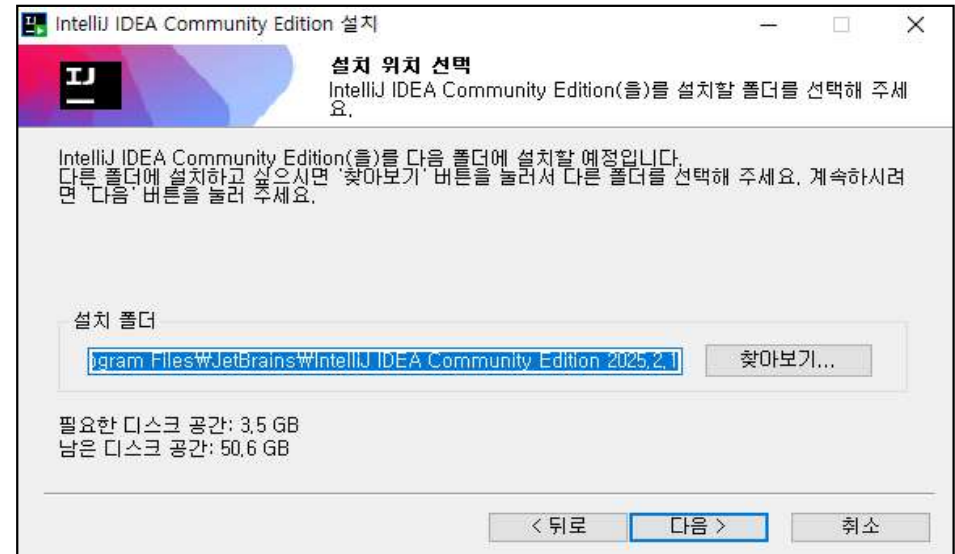 IntelliJ IDEA Community Edition 설치
IJ
설치 위치 선택
IntelliJ IDEA Community Edition(을)를 설치할 폴더를 선택해 주세
요.
IntelliJ IDEA Community Edition(을)를 다음 폴더에 설치할 예정입니다.
다른 폴더에 설치하고 싶으시면 '찾아보기' 버튼을 눌러서 다른 폴더를 선택해 주세요. 계속하시려
면 '다음' 버튼을 눌러 주세요.
설치 폴더
ogram Files₩JetBrains₩IntelliJ IDEA Community Edition 2025.2.1
찾아보기...
필요한 디스크 공간: 3.5 GB
남은 디스크 공간: 50.6 GB
< 뒤로 다음 > 취소